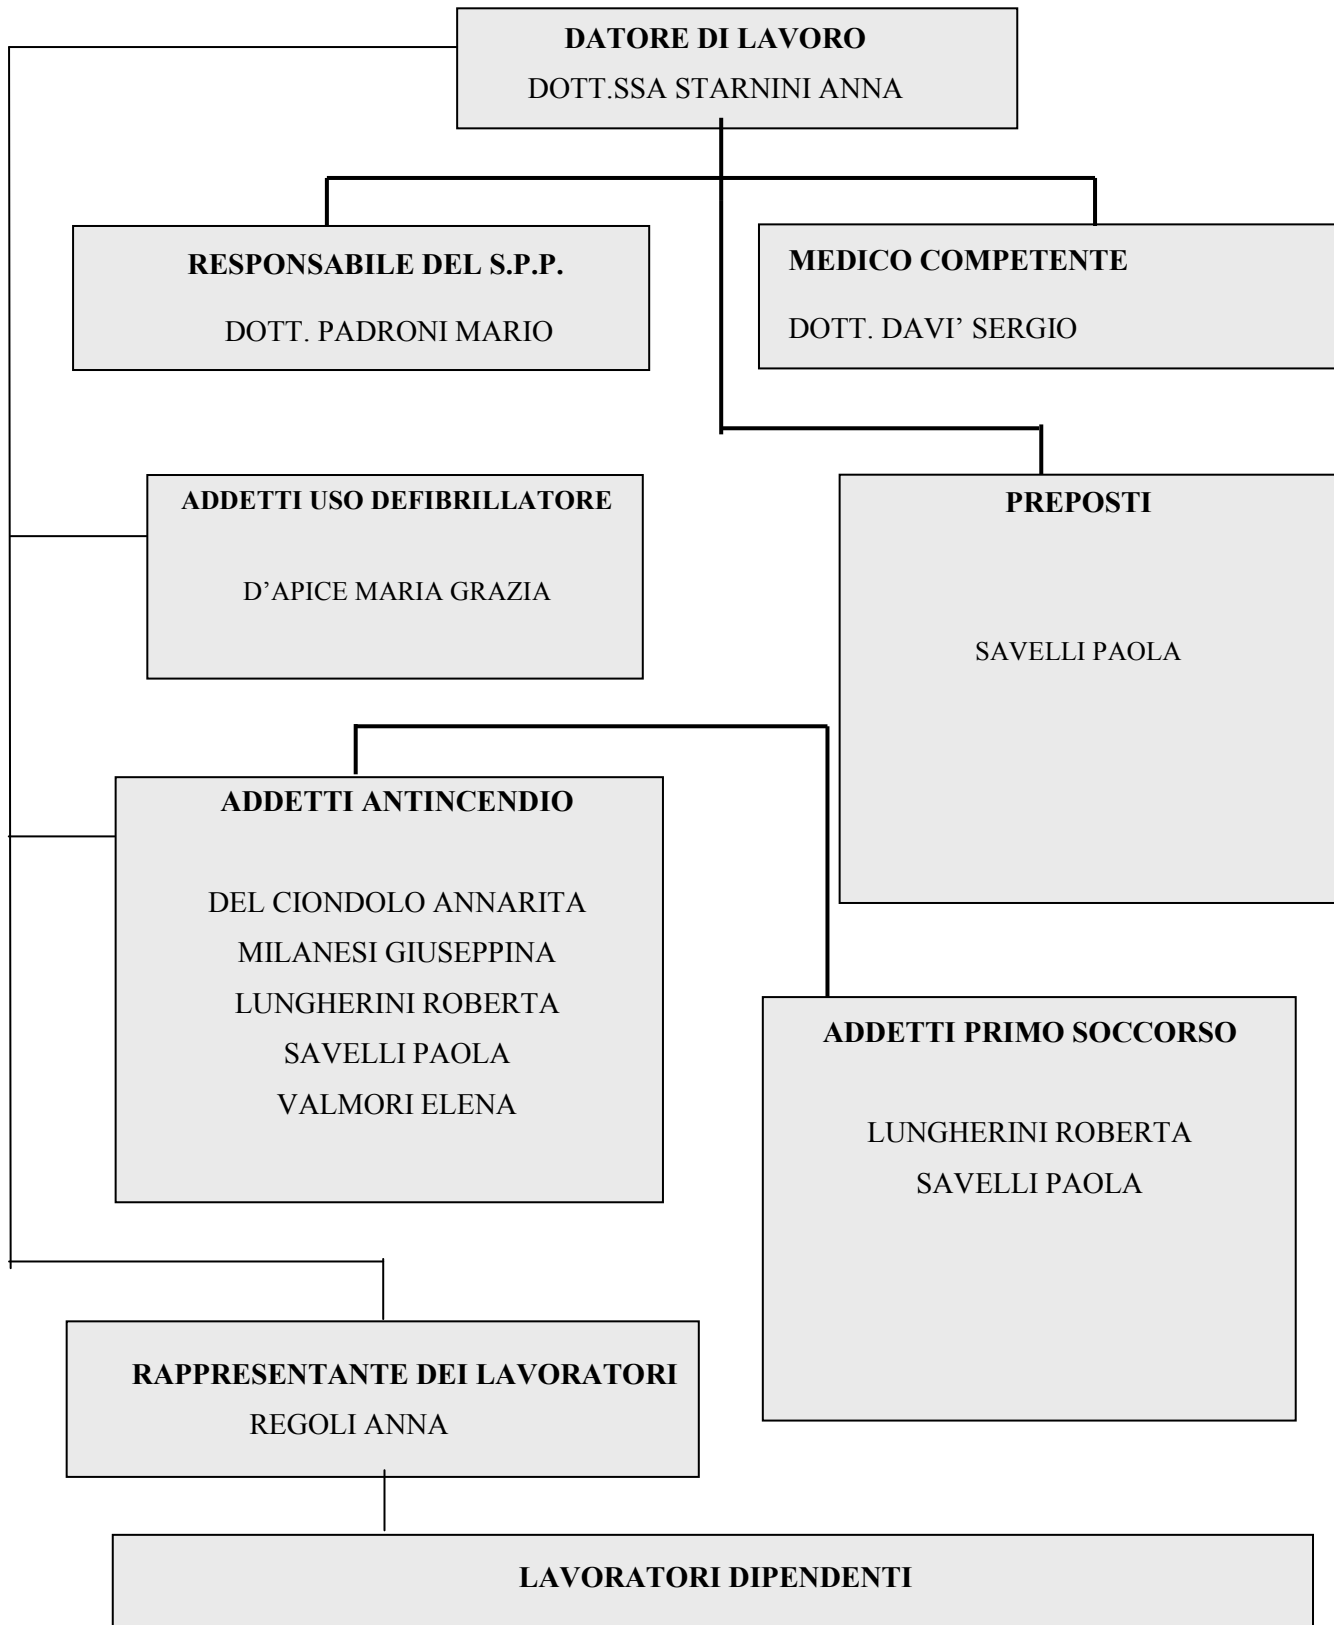 DATORE DI LAVORO
DOTT.SSA STARNINI ANNA
RESPONSABILE DEL S.P.P.
DOTT. PADRONI MARIO
MEDICO COMPETENTE
DOTT. DAVI’ SERGIO
ADDETTI USO DEFIBRILLATORE
D’APICE MARIA GRAZIA
PREPOSTI
SAVELLI PAOLA
ADDETTI ANTINCENDIO
DEL CIONDOLO ANNARITA
MILANESI GIUSEPPINA
LUNGHERINI ROBERTA
SAVELLI PAOLA
VALMORI ELENA
ADDETTI PRIMO SOCCORSO
LUNGHERINI ROBERTA
SAVELLI PAOLA
RAPPRESENTANTE DEI LAVORATORI
REGOLI ANNA
LAVORATORI DIPENDENTI